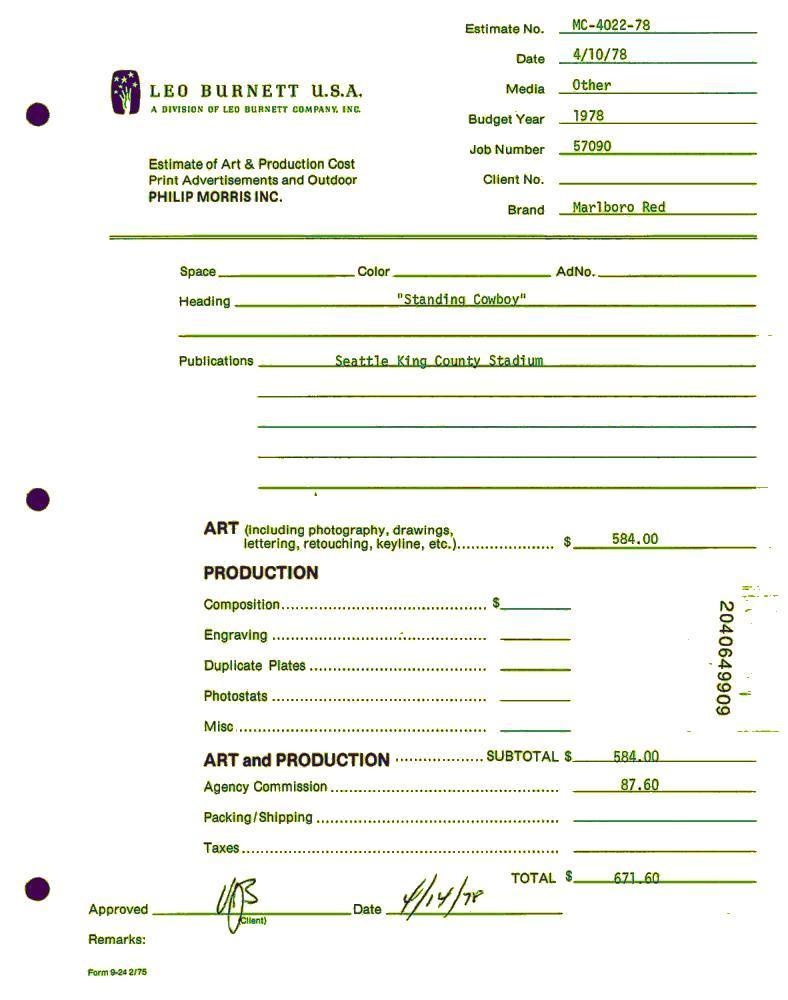 Estimate No. MC-4022-78
Date 4/10/78
Media Other
Budget Year 1978
Job Number 57090
Client No.
Brand Marlboro Red
LEO BURNETT U.S.A.
A DIVISION OF LEO BURNETT COMPANY, INC.
Estimate of Art & Production Cost
Print Advertisements and Outdoor
PHILIP MORRIS INC.
Space Color AdNo.
Heading "Standing Cowboy"
Publications Seattle King County Stadium
ART (including photography, drawings,
lettering, retouching, keyline, etc.).................... $ 584.00
PRODUCTION
Composition................................................ $
Engraving ..................................................
Duplicate Plates .........................................
Photostats ..................................................
Misc...........................................................
ART and PRODUCTION .................. SUBTOTAL $ 584.00
Agency Commission ..................................................... 87.60
Packing/Shipping .........................................................
Taxes...........................................................................
TOTAL $ 671.60
Approved Date 4/14/78
(Client)
Remarks:
Form 9-24 2/75
2040649909